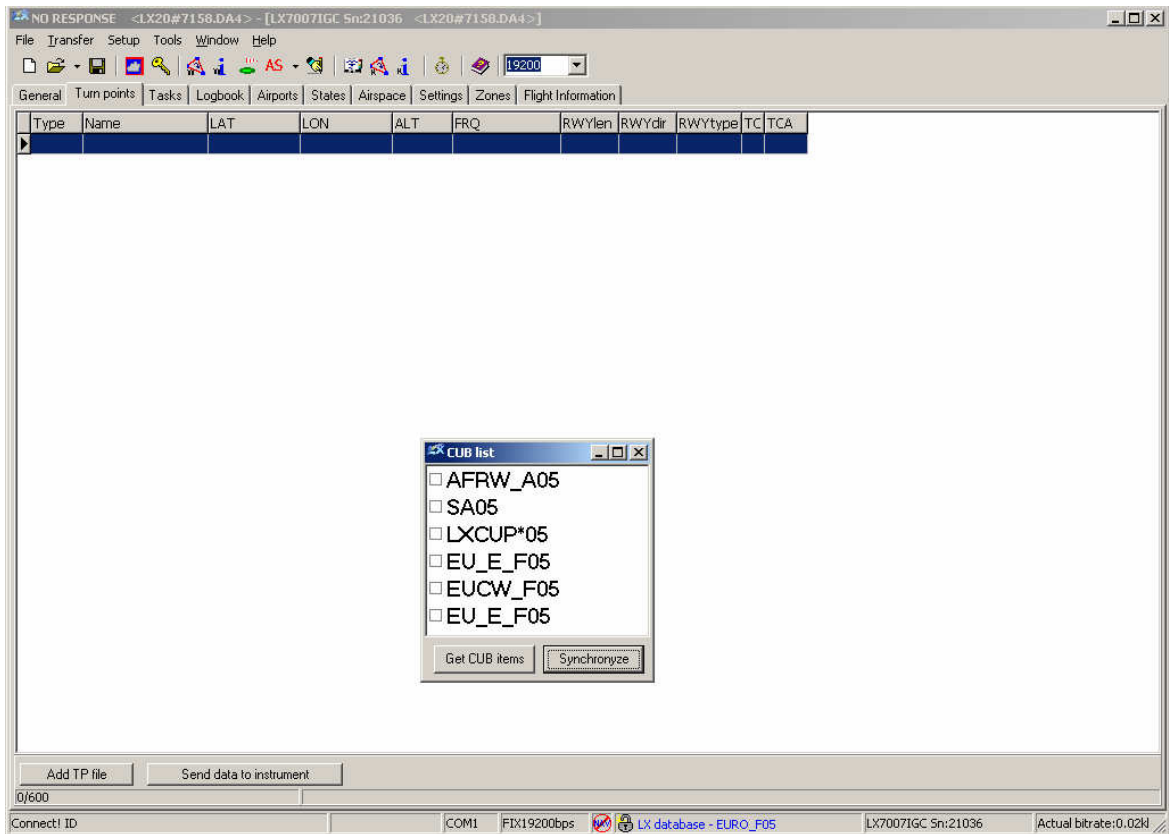 NO RESPONSE <LX20#7158.DA4> - [LX7007IGC Sn:21036 <LX20#7158.DA4>]
File Transfer Setup Tools Window Help
AS 19200
General Turn points Tasks Logbook Airports States Airspace Settings Zones Flight Information
Type Name LAT LON ALT FRQ RWYlen RWYdir RWYtype TC TCA
CUB list
AFRW_A05
SA05
LXCUP*05
EU_E_F05
EUCW_F05
EU_E_F05
Get CUB items Synchronyze
Add TP file Send data to instrument
0/600
Connect! ID COM1 FIX19200bps NAV LX database - EURO_F05 LX7007IGC Sn:21036 Actual bitrate:0.02k